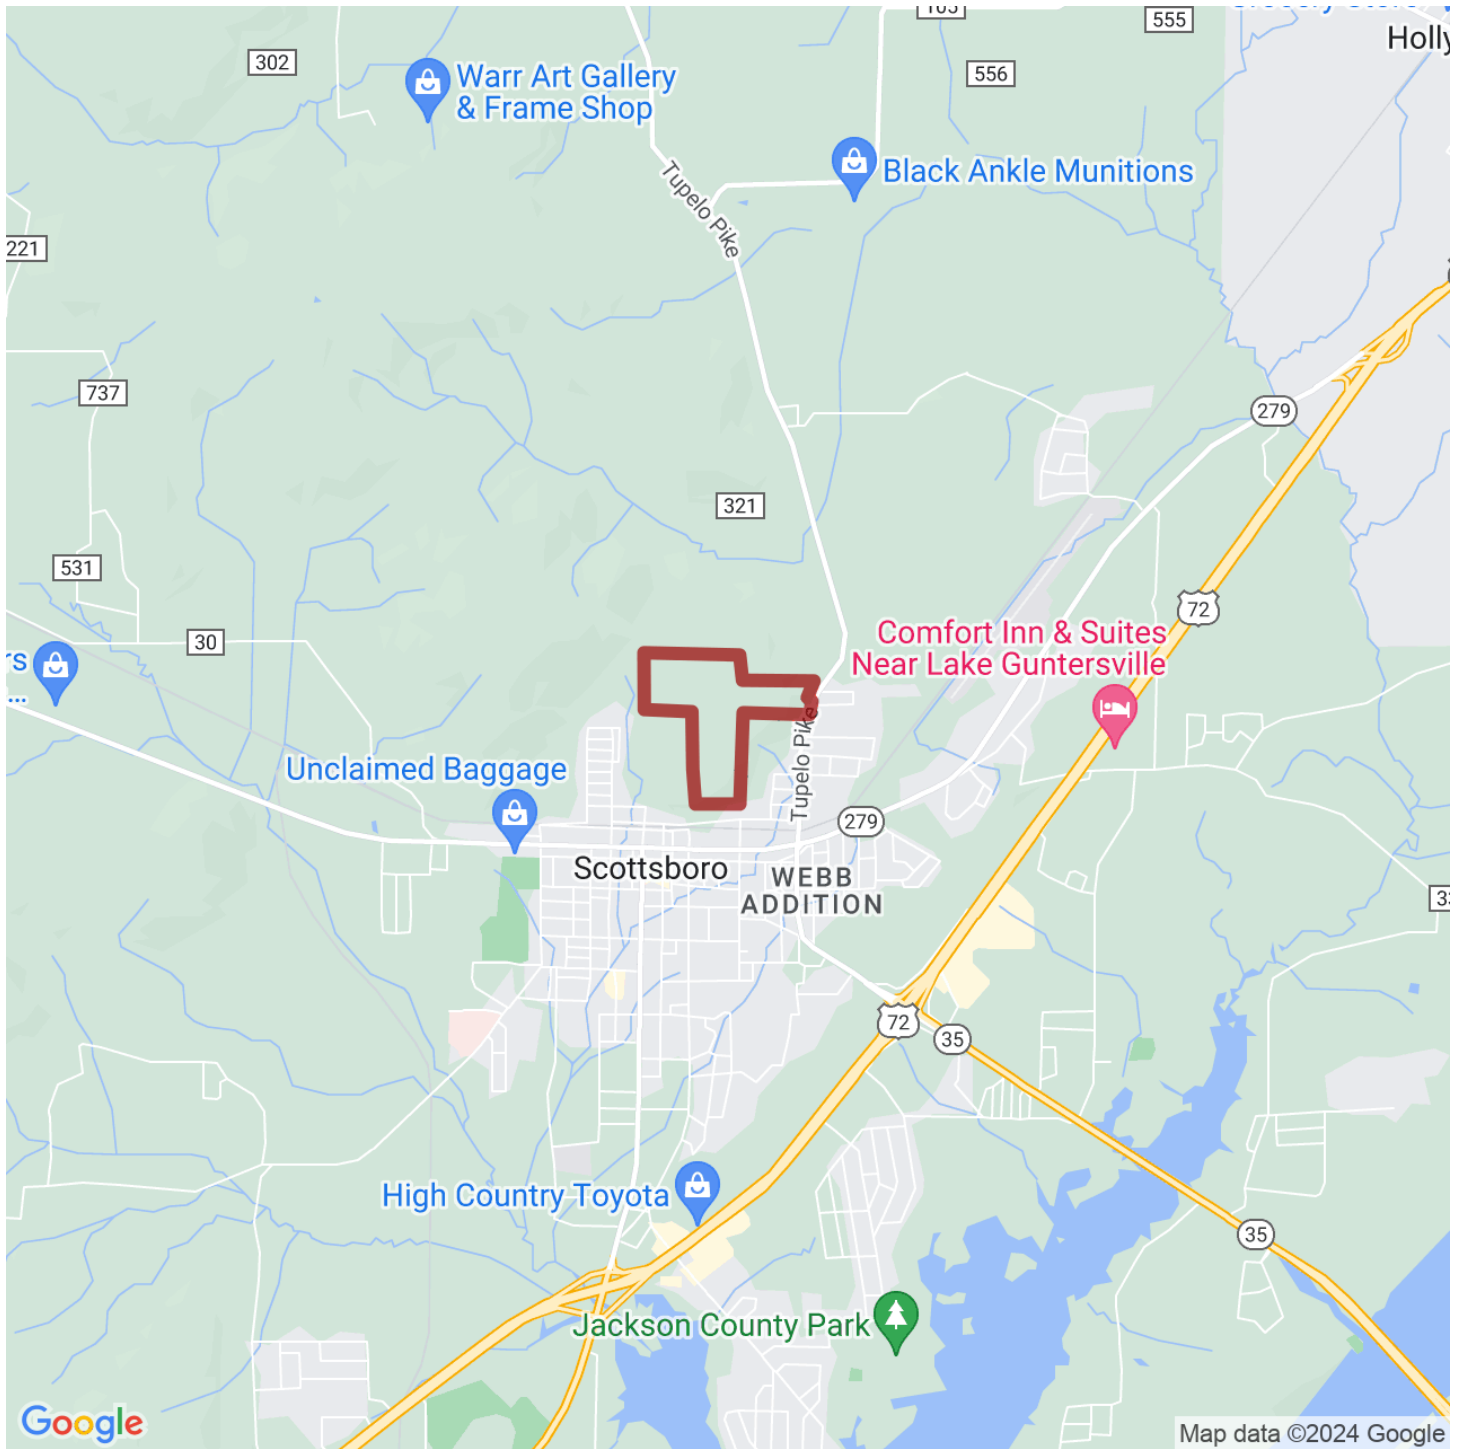 103
555
Holly
302
556
Warr Art Gallery
& Frame Shop
Black Ankle Munitions
Tupelo Pike
221
737
279
321
531
30
72
Comfort Inn & Suites
Near Lake Guntersville
rs
...
Tupelo Pike
Unclaimed Baggage
279
Scottsboro
WEBB
ADDITION
72
35
High Country Toyota
35
Jackson County Park
Google
Map data ©2024 Google